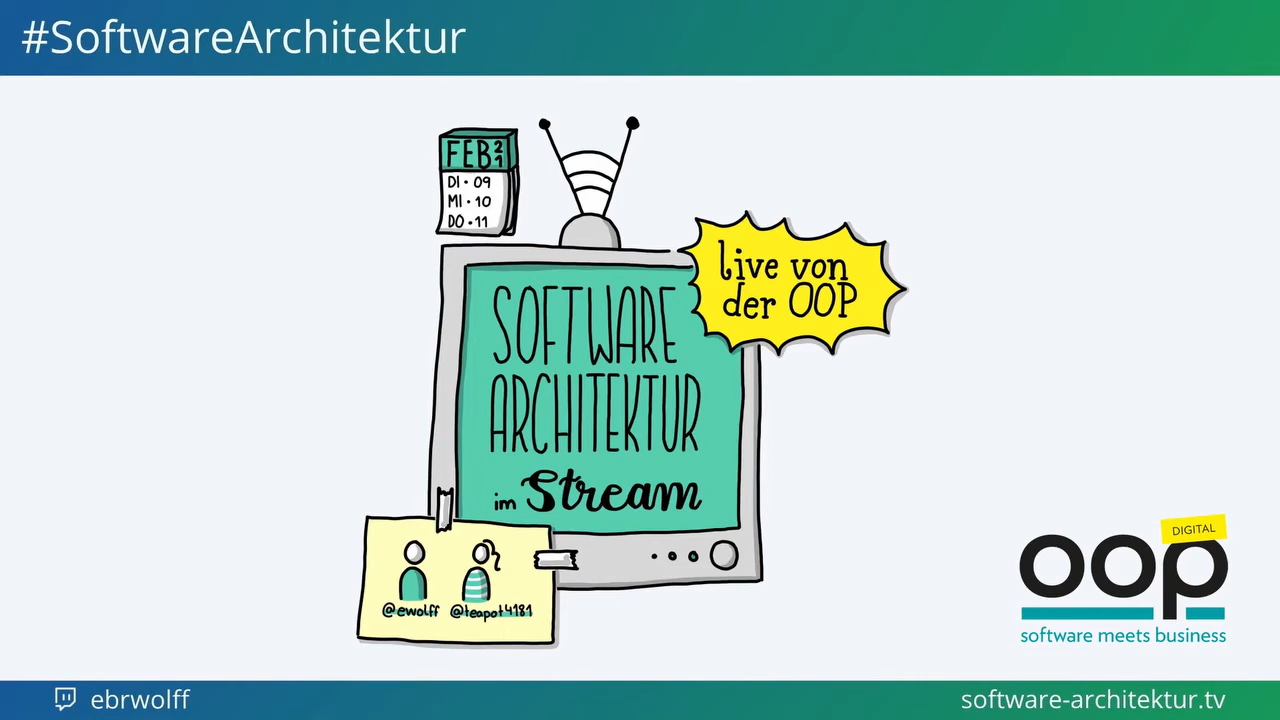 #SoftwareArchitektur
FEB 21
DI • 09
MI • 10
DO • 11
live von
der OOP
SOFTWARE
ARCHITEKTUR
im Stream
@ewolff @teapot4181
DIGITAL
oop
software meets business
ebrwolff
software-architektur.tv